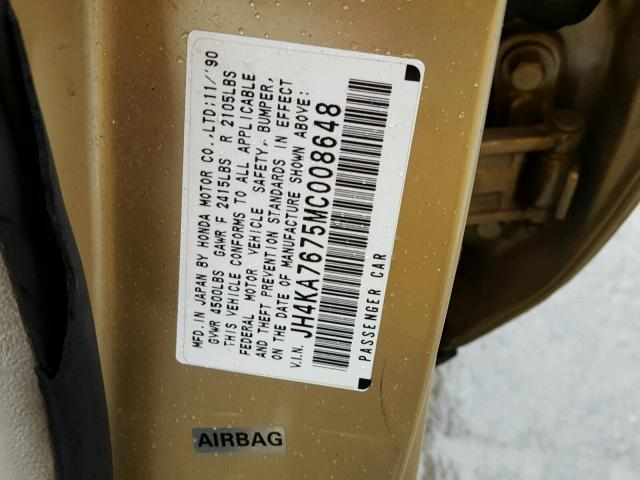 MFD. IN JAPAN BY HONDA MOTOR CO., LTD: 11/'90
GVWR 4500LBS GAWR F 2415LBS R 2105LBS
THIS VEHICLE CONFORMS TO ALL APPLICABLE
FEDERAL MOTOR VEHICLE SAFETY, BUMPER,
AND THEFT PREVENTION STANDARDS IN EFFECT
ON THE DATE OF MANUFACTURE SHOWN ABOVE:
V.I.N. JH4KA7675MC008648
PASSENGER CAR
AIRBAG